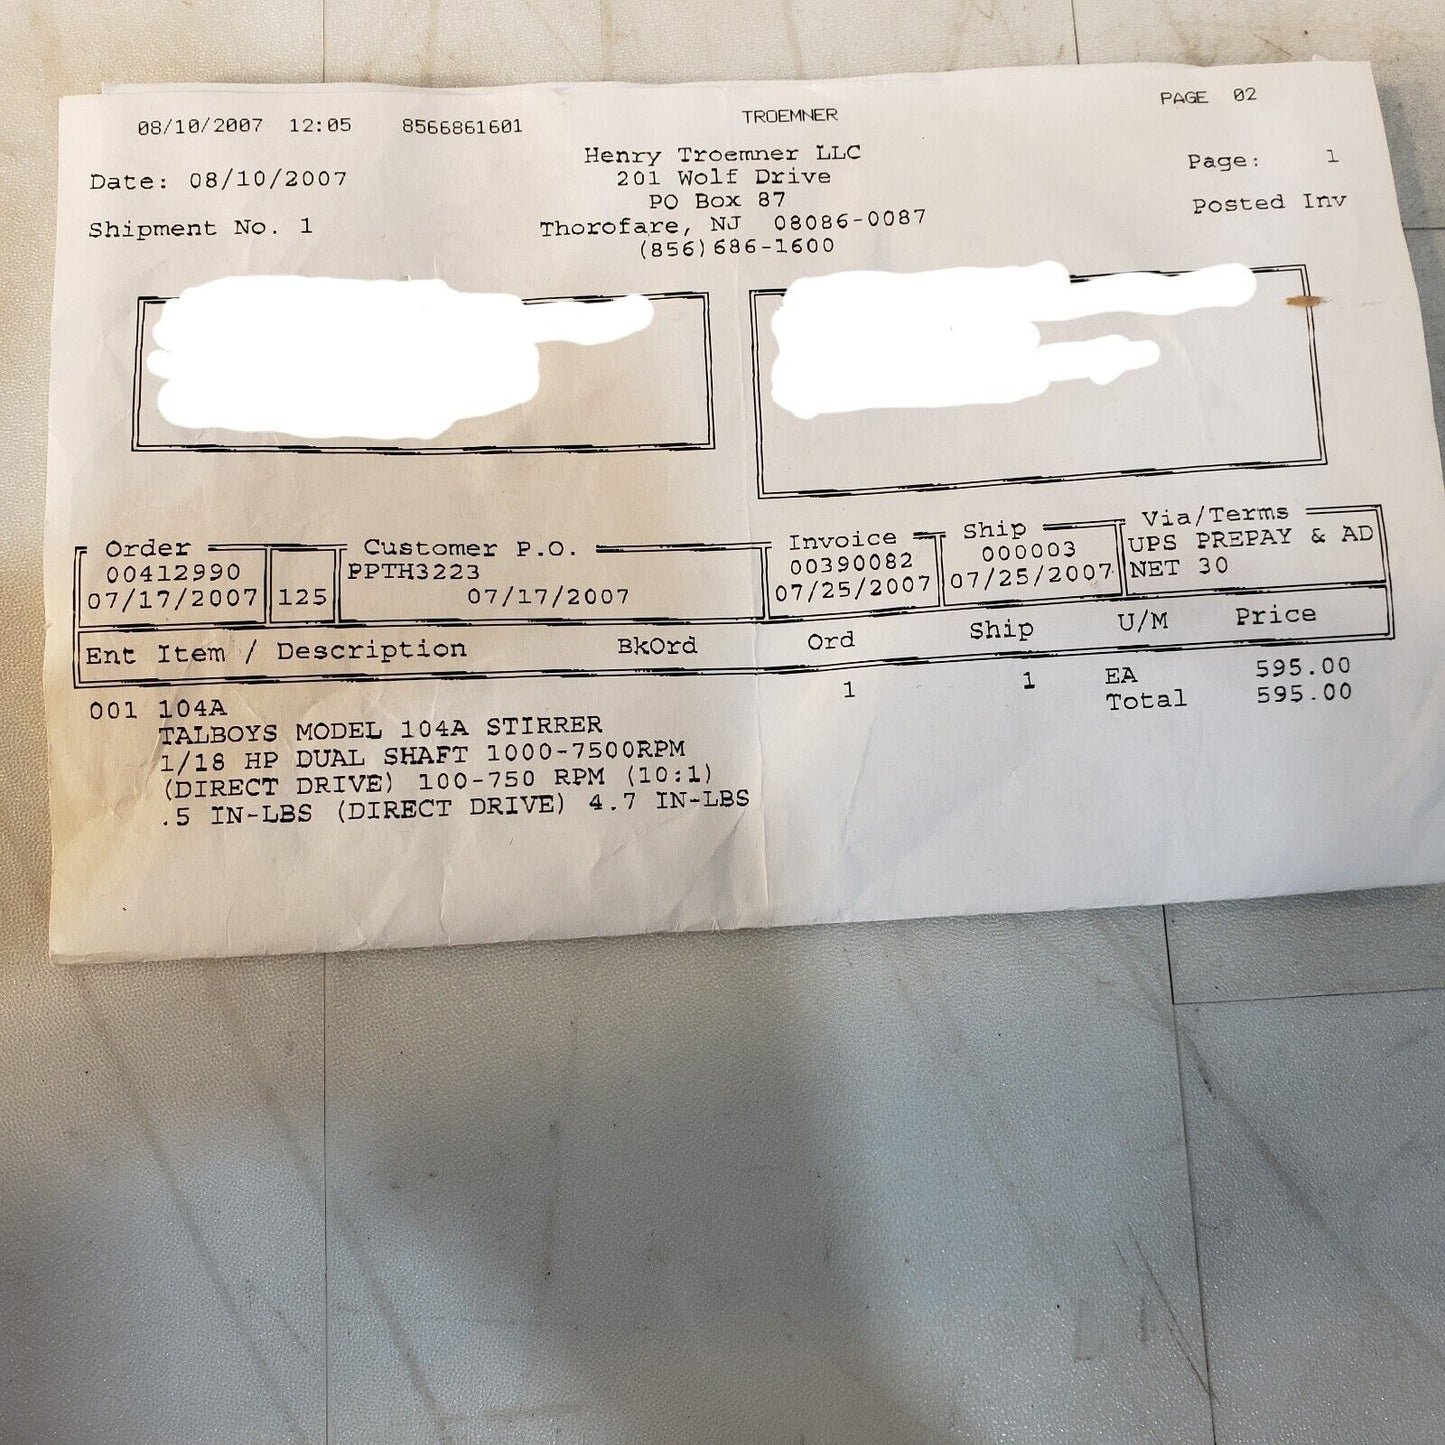 08/10/2007 12:05 8566861601 TROEMNER PAGE 02
Henry Troemner LLC
Date: 08/10/2007 201 Wolf Drive Page: 1
PO Box 87
Shipment No. 1 Thorofare, NJ 08086-0087 Posted Inv
(856)686-1600
Order Customer P.O. Invoice Ship Via/Terms
00412990 PPTH3223 00390082 000003 UPS PREPAY & AD
07/17/2007 125 07/17/2007 07/25/2007 07/25/2007 NET 30
Ent Item / Description BkOrd Ord Ship U/M Price
001 104A 1 1 EA 595.00
Total 595.00
TALBOYS MODEL 104A STIRRER
1/18 HP DUAL SHAFT 1000-7500RPM
(DIRECT DRIVE) 100-750 RPM (10:1)
.5 IN-LBS (DIRECT DRIVE) 4.7 IN-LBS